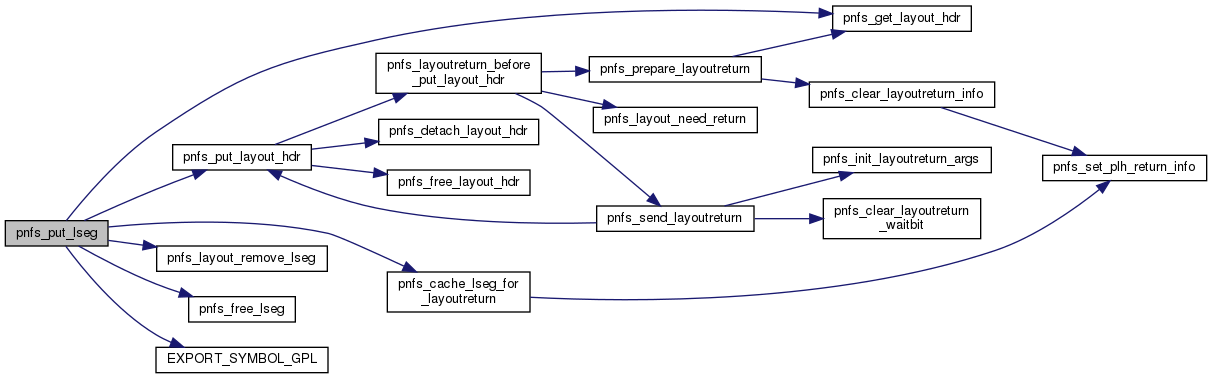 pnfs_get_layout_hdr
pnfs_layoutreturn_before
_put_layout_hdr
pnfs_prepare_layoutreturn
pnfs_clear_layoutreturn_info
pnfs_layout_need_return
pnfs_detach_layout_hdr
pnfs_put_layout_hdr
pnfs_init_layoutreturn_args
pnfs_set_plh_return_info
pnfs_free_layout_hdr
pnfs_send_layoutreturn
pnfs_clear_layoutreturn
_waitbit
pnfs_put_lseg
pnfs_layout_remove_lseg
pnfs_cache_lseg_for
_layoutreturn
pnfs_free_lseg
EXPORT_SYMBOL_GPL